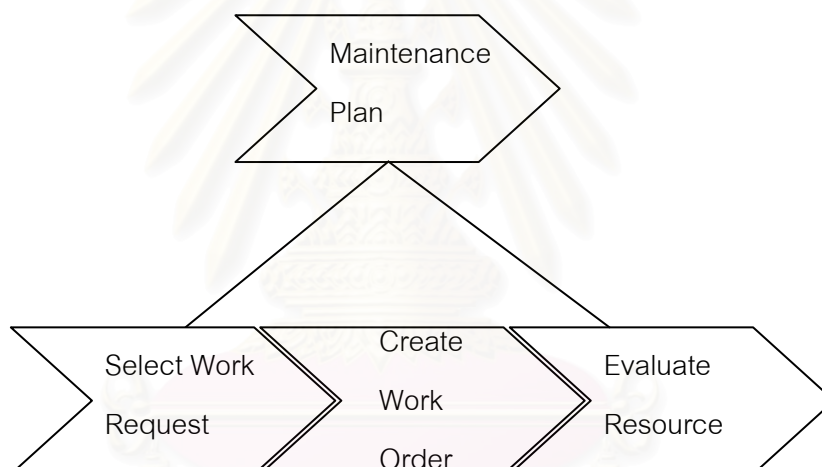 Maintenance
Plan
Select Work
Request
Create
Work
Order
Evaluate
Resource